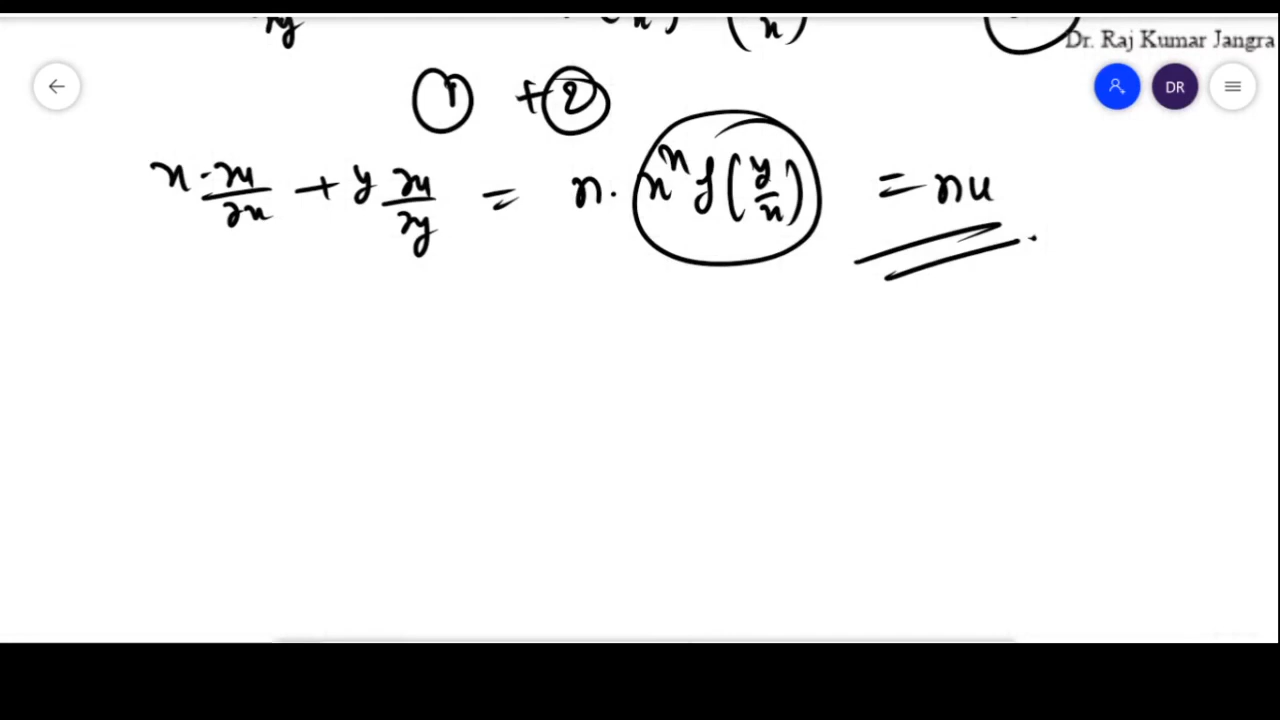 Dr. Raj Kumar Jangra
DR
① + ②
x · ∂u/∂x + y ∂u/∂y = n · xⁿ f(y/x) = nu